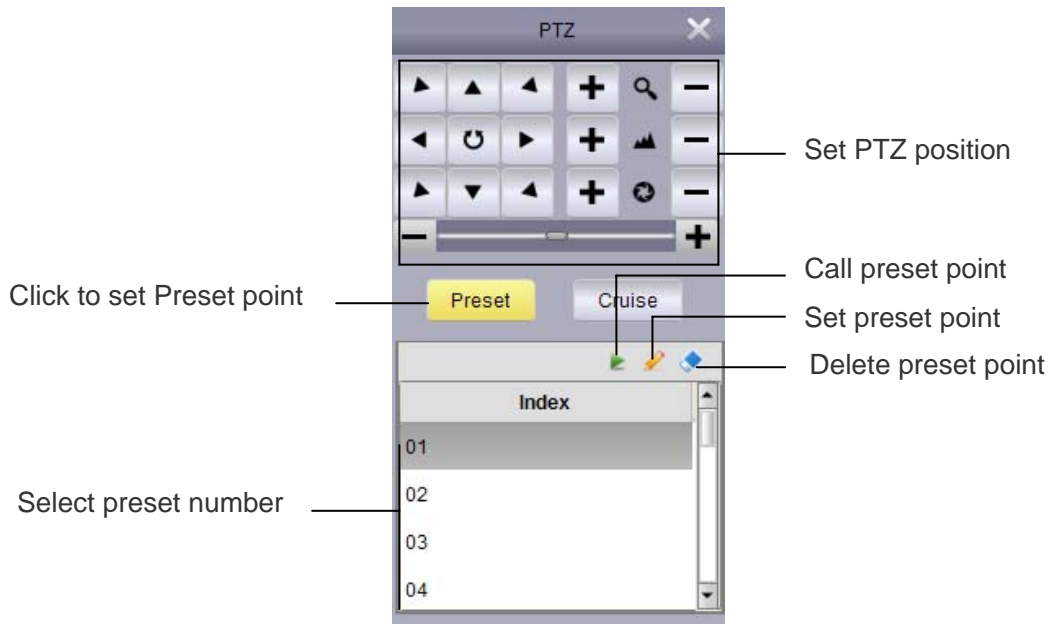 PTZ
Set PTZ position
Call preset point
Click to set Preset point
Preset
Cruise
Set preset point
Delete preset point
Index
01
Select preset number
02
03
04